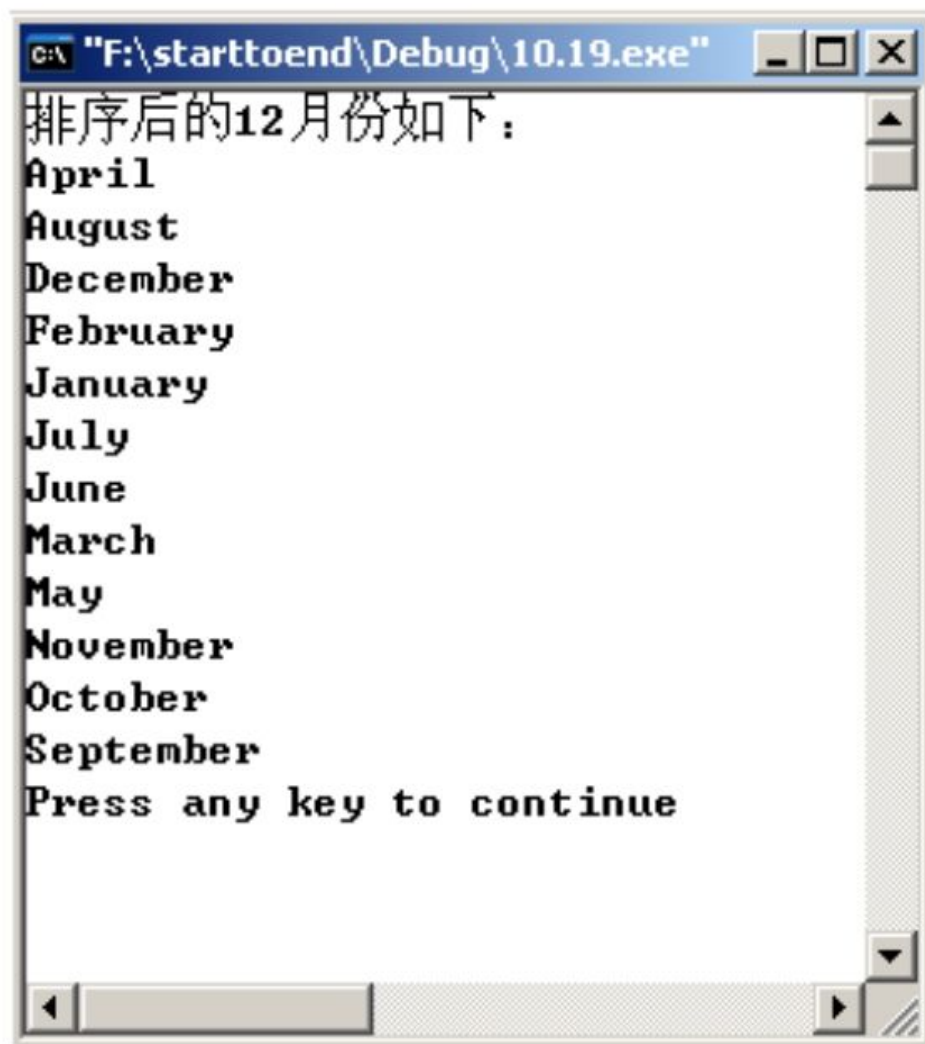 "F:\starttoend\Debug\10.19.exe"
排序后的12月份如下：
April
August
December
February
January
July
June
March
May
November
October
September
Press any key to continue